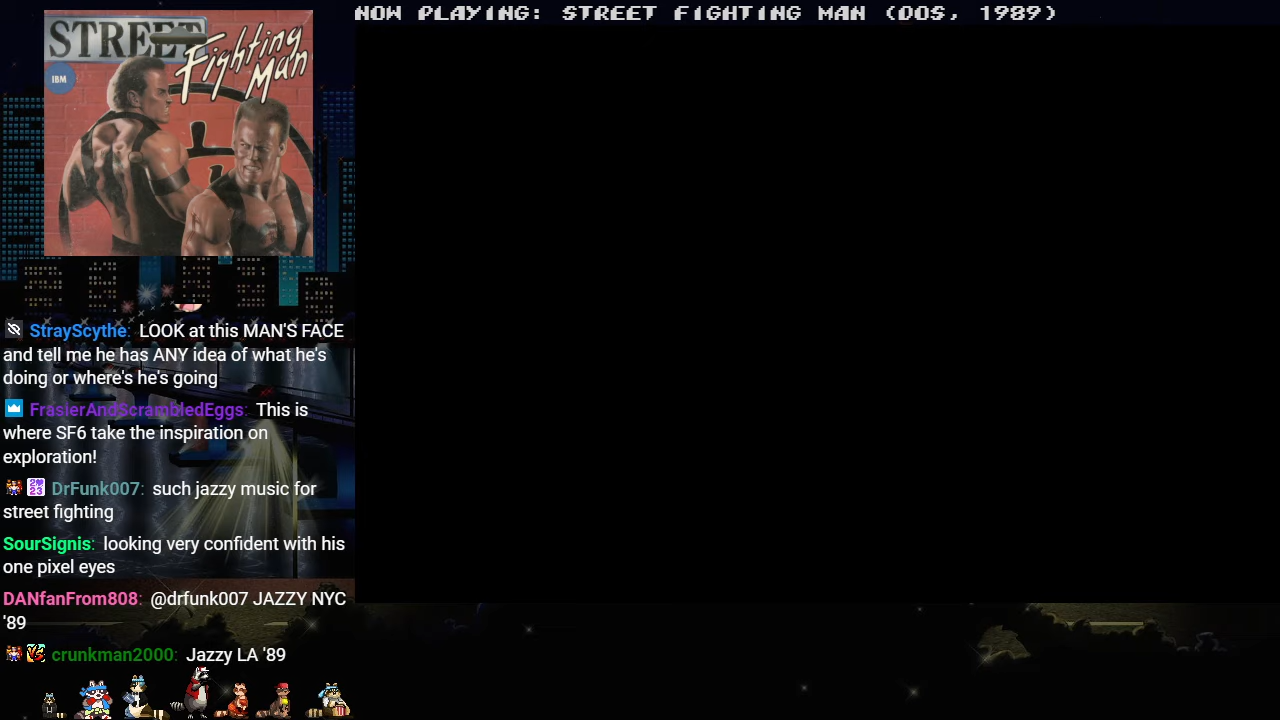 NOW PLAYING: STREET FIGHTING MAN (DOS, 1989)
STREET
Fighting
Man
IBM
StrayScythe: LOOK at this MAN'S FACE
and tell me he has ANY idea of what he's
doing or where's he's going
FrasierAndScrambledEggs: This is
where SF6 take the inspiration on
exploration!
DrFunk007: such jazzy music for
street fighting
SourSignis: looking very confident with his
one pixel eyes
DANfanFrom808: @drfunk007 JAZZY NYC
'89
crunkman2000: Jazzy LA '89